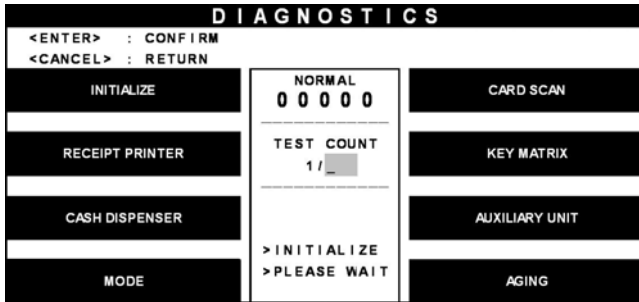 DIAGNOSTICS
<ENTER> : CONFIRM
<CANCEL> : RETURN
INITIALIZE
RECEIPT PRINTER
CASH DISPENSER
MODE
NORMAL
00000
TEST COUNT
1/_
>INITIALIZE
>PLEASE WAIT
CARD SCAN
KEY MATRIX
AUXILIARY UNIT
AGING